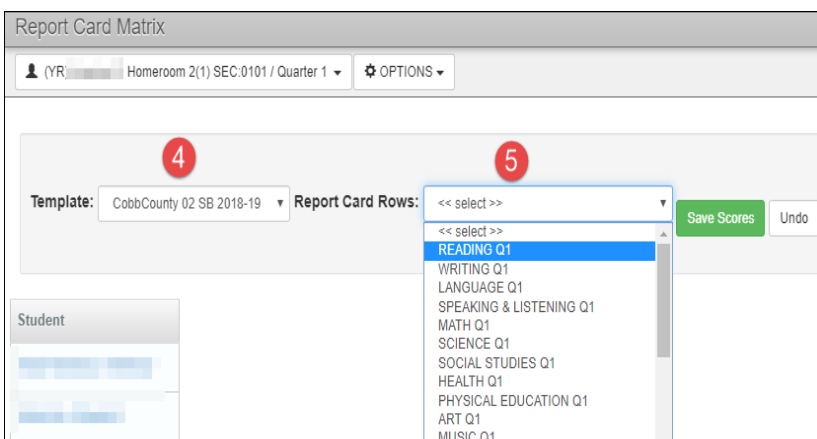 Report Card Matrix
(YR) Homeroom 2(1) SEC:0101 / Quarter 1 OPTIONS
4 5
Template: CobbCounty 02 SB 2018-19 Report Card Rows: << select >> Save Scores Undo
<< select >>
READING Q1
WRITING Q1
LANGUAGE Q1
SPEAKING & LISTENING Q1
MATH Q1
SCIENCE Q1
SOCIAL STUDIES Q1
HEALTH Q1
PHYSICAL EDUCATION Q1
ART Q1
MUSIC Q1
Student